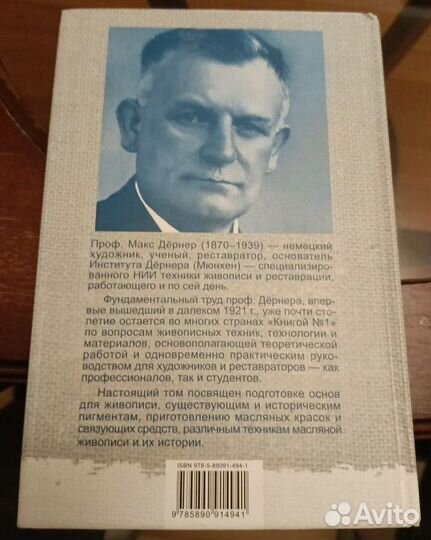 Проф. Макс Дёрнер (1870–1939) — немецкий
художник, ученый, реставратор, основатель
Института Дёрнера (Мюнхен) — специализиро-
ванного НИИ техники живописи и реставрации,
работающего и по сей день.
Фундаментальный труд проф. Дёрнера, впер-
вые вышедший в далеком 1921 г., уже почти сто-
летие остается во многих странах «Книгой №1»
по вопросам живописных техник, технологии и
материалов, основополагающей теоретической
работой и одновременно практическим руко-
водством для художников и реставраторов — как
профессионалов, так и студентов.
Настоящий том посвящен подготовке основ
для живописи, существующим и историческим
пигментам, приготовлению масляных красок и
связующих средств, различным техникам масляной
живописи и их истории.
ISBN 978-5-89091-494-1
9 785890 914941
Avito